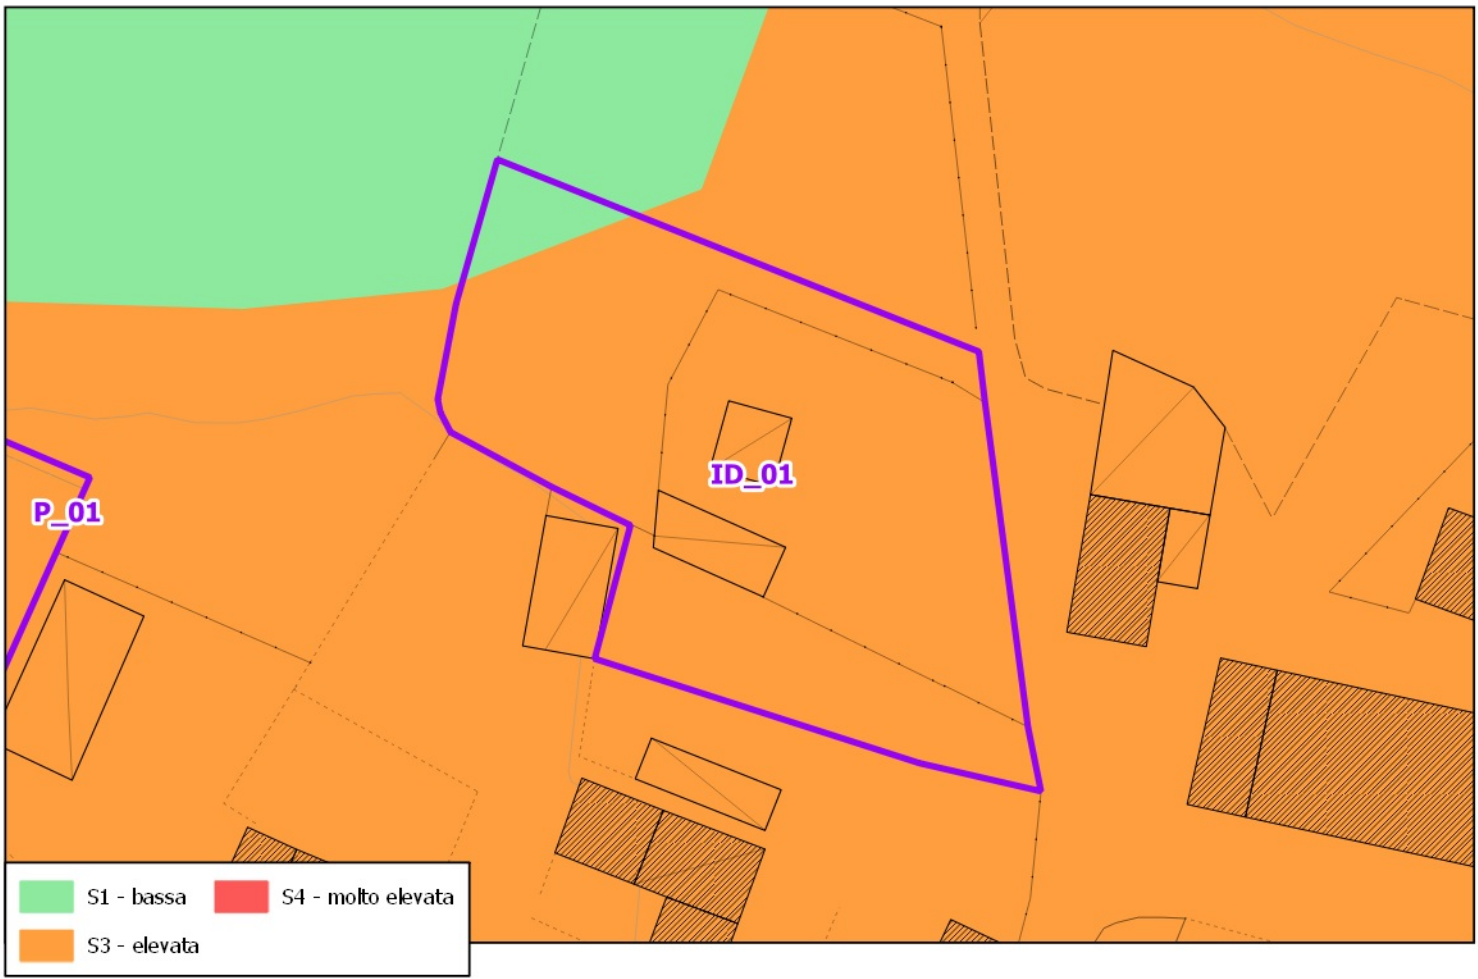 ID_01
P_01
S1 - bassa
S4 - molto elevata
S3 - elevata